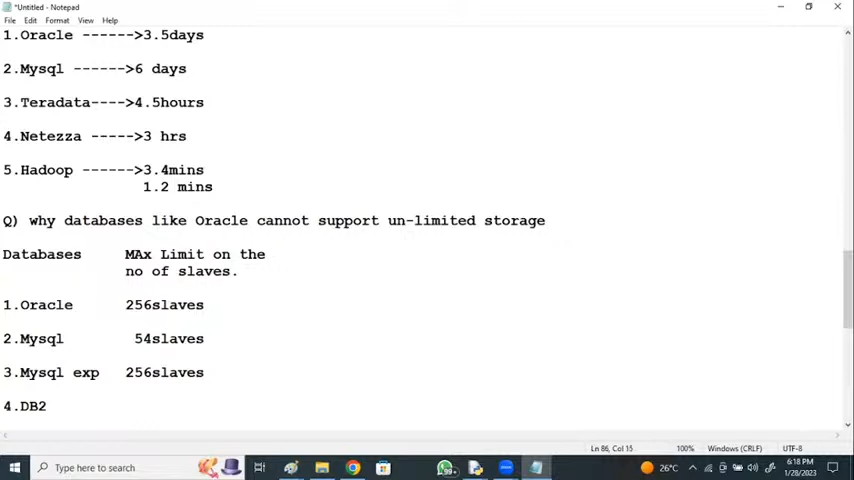 *Untitled - Notepad
File Edit Format View Help
1.Oracle ------>3.5days
2.Mysql ------>6 days
3.Teradata---->4.5hours
4.Netezza ----->3 hrs
5.Hadoop ------>3.4mins
1.2 mins
Q) why databases like Oracle cannot support un-limited storage
Databases MAx Limit on the
no of slaves.
1.Oracle 256slaves
2.Mysql 54slaves
3.Mysql exp 256slaves
4.DB2
Ln 86, Col 15 100% Windows (CRLF) UTF-8
Type here to search 99+ 26°C 6:18 PM
1/28/2023